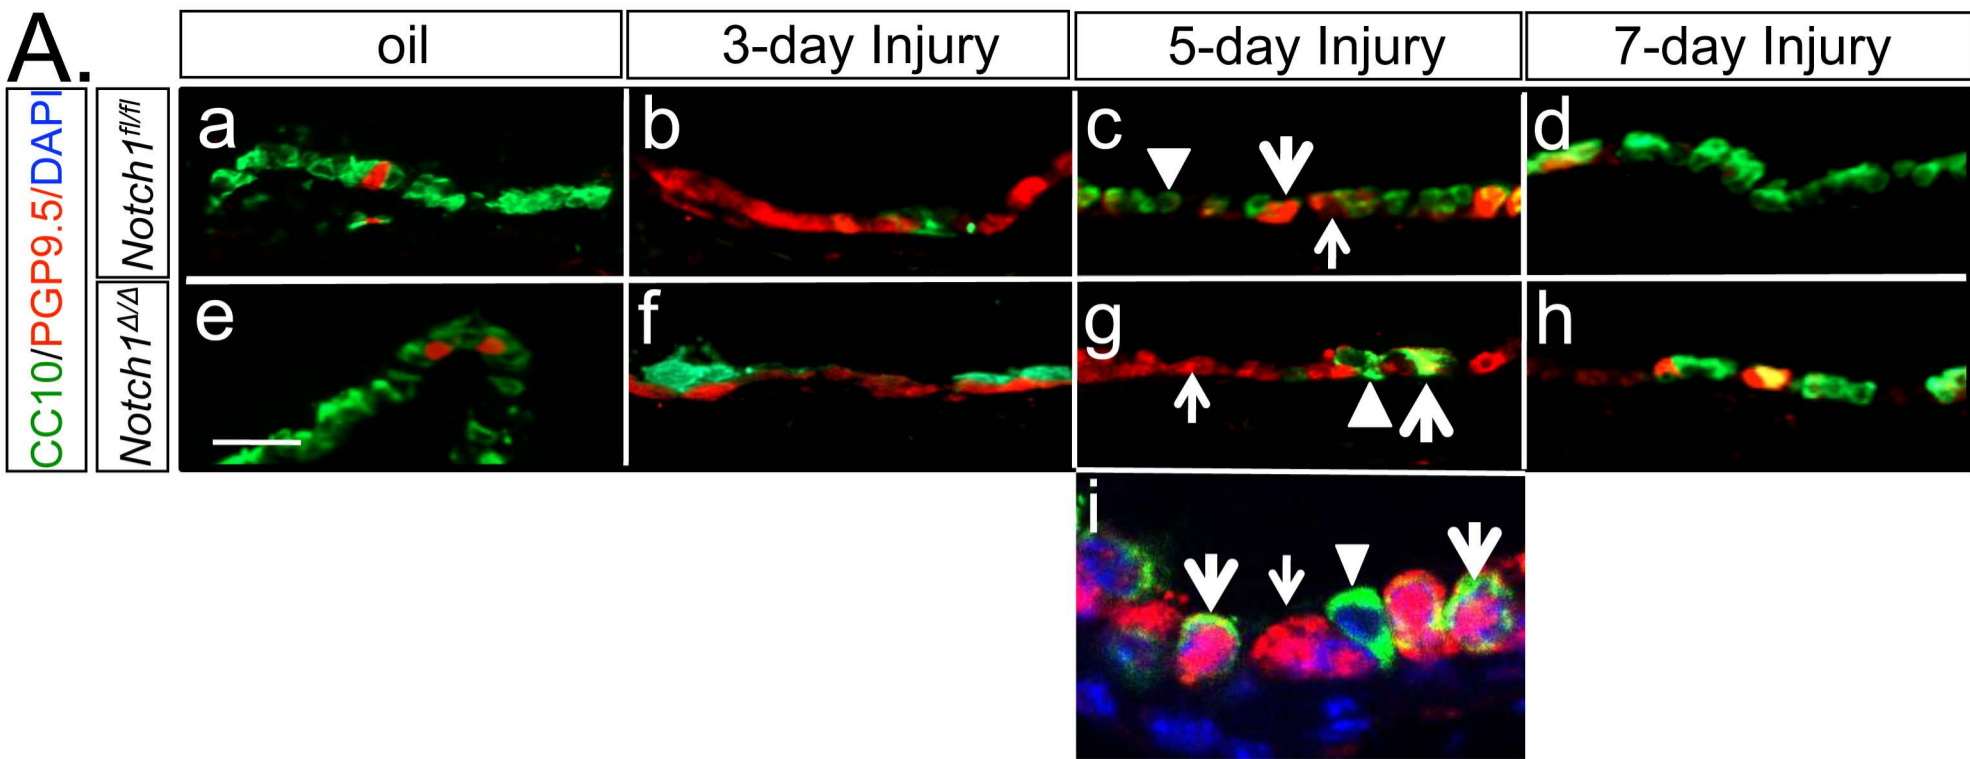 A.
oil
3-day Injury
5-day Injury
7-day Injury
CC10/PGP9.5/DAPI
Notch1fl/fl
a
b
c
d
Notch1Δ/Δ
e
f
g
h
i